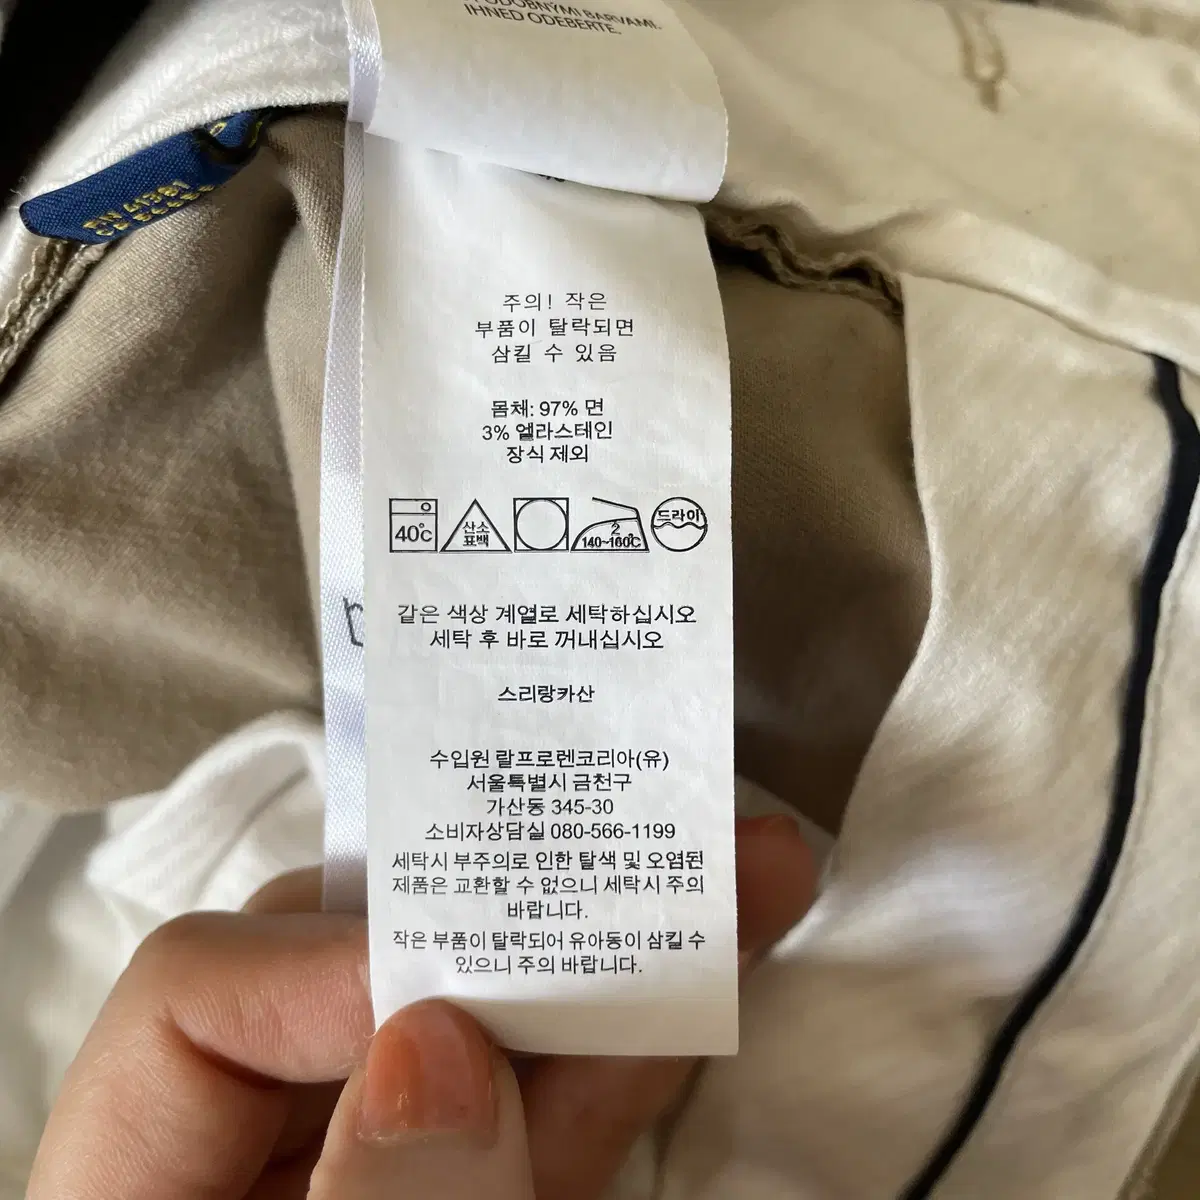 PODOBNÝMI BARVAMI.
IHNED ODEBERTE.
주의! 작은
부품이 탈락되면
삼킬 수 있음
몸채: 97% 면
3% 엘라스테인
장식 제외
40℃
산소
표백
2
140~160℃
드라이
같은 색상 계열로 세탁하십시오
세탁 후 바로 꺼내십시오
스리랑카산
수입원 랄프로렌코리아(유)
서울특별시 금천구
가산동 345-30
소비자상담실 080-566-1199
세탁시 부주의로 인한 탈색 및 오염된
제품은 교환할 수 없으니 세탁시 주의
바랍니다.
작은 부품이 탈락되어 유아동이 삼킬 수
있으니 주의 바랍니다.